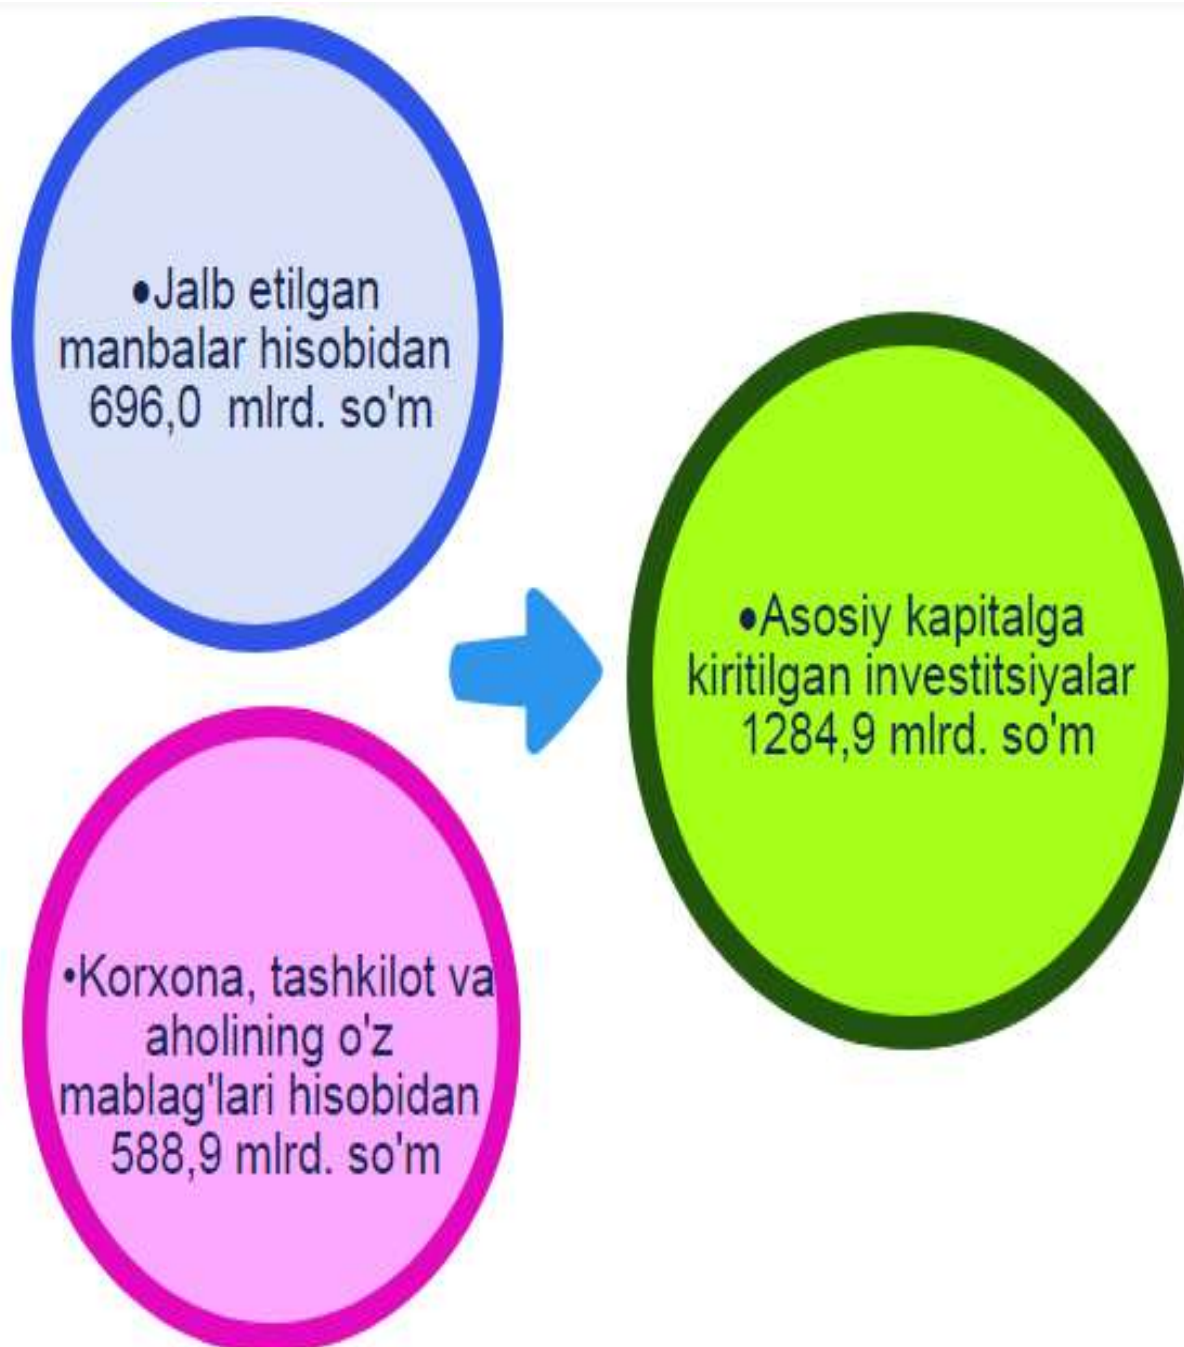 •Jalb etilgan
manbalar hisobidan
696,0 mlrd. so'm
•Korxona, tashkilot va
aholining o'z
mablag'lari hisobidan
588,9 mlrd. so'm
•Asosiy kapitalga
kiritilgan investitsiyalar
1284,9 mlrd. so'm